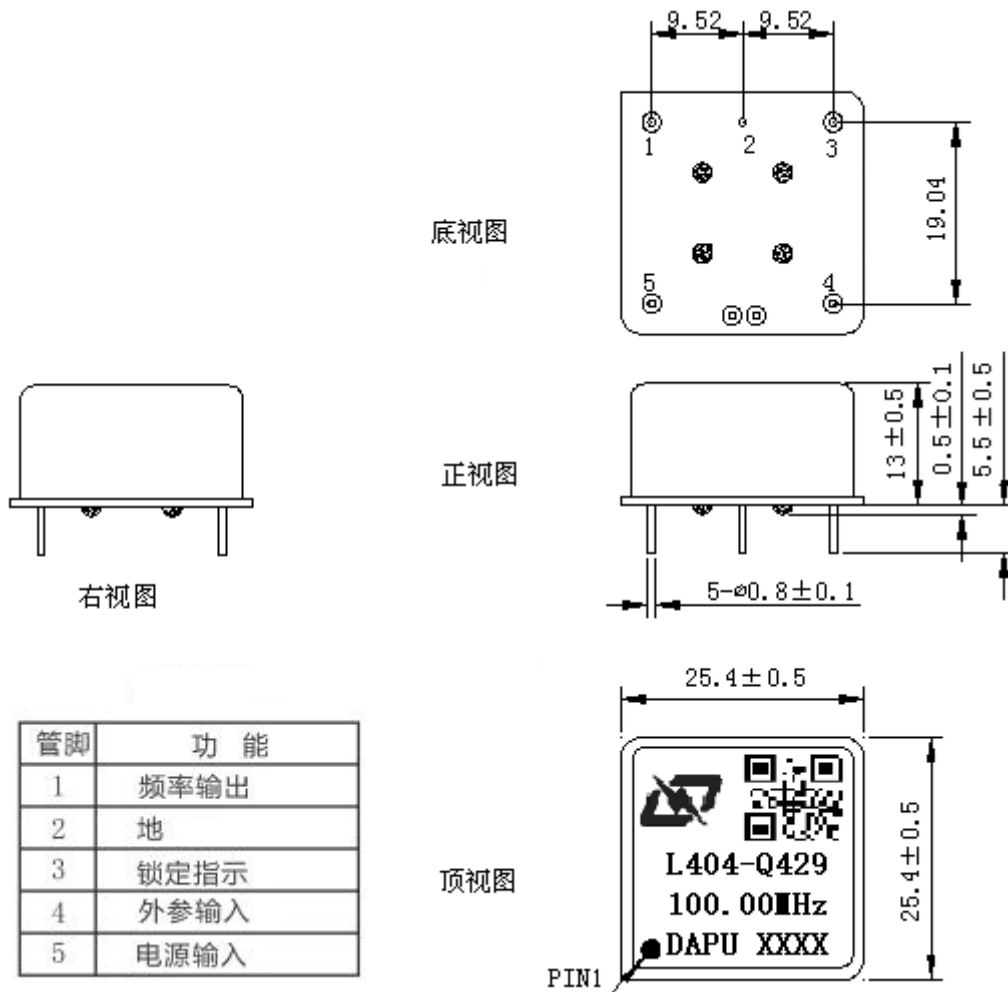 9.52 9.52
1 2 3
19.04
5 4
底视图
13±0.5
0.5±0.1
5.5±0.5
正视图
右视图
5-⌀0.8±0.1
25.4±0.5
管脚 功 能
1 频率输出
2 地
3 锁定指示
4 外参输入
5 电源输入
顶视图
L404-Q429
100.00MHz
DAPU XXXX
25.4±0.5
PIN1